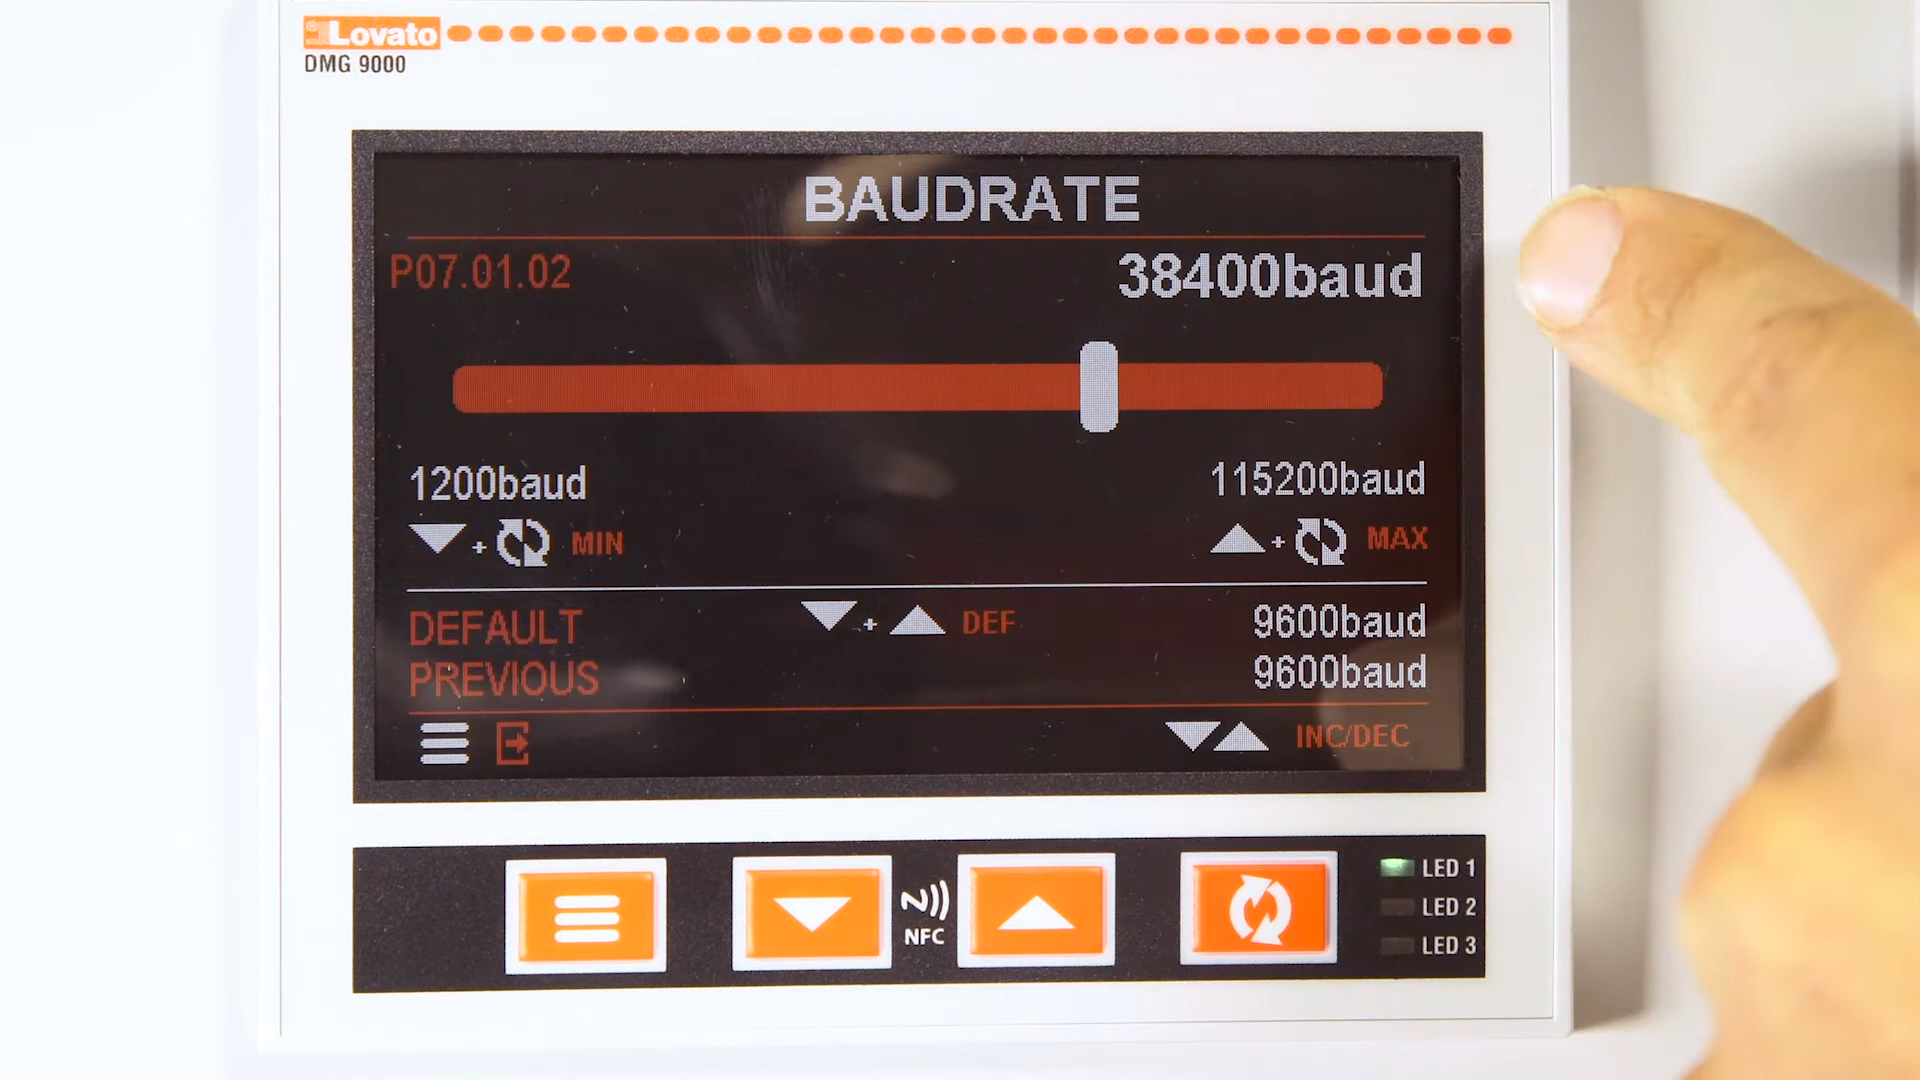 Lovato
DMG 9000
BAUDRATE
P07.01.02 38400baud
1200baud 115200baud
+ MIN + MAX
DEFAULT + DEF 9600baud
PREVIOUS 9600baud
INC/DEC
NFC
LED 1
LED 2
LED 3